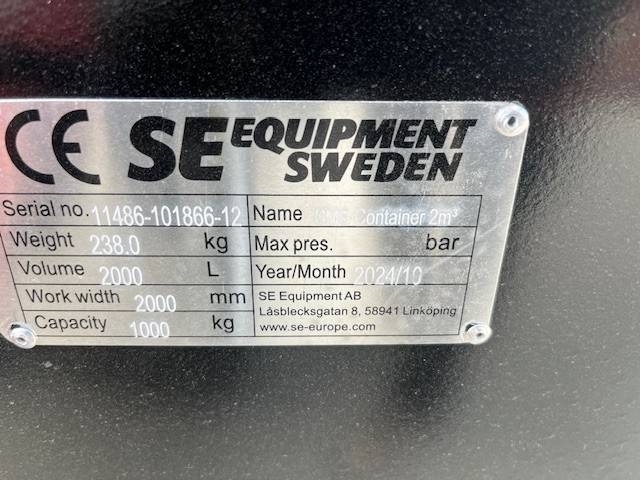 CE SE EQUIPMENT
SWEDEN
Serial no. 11486-101866-12
Name Container 2m³
Weight 238.0 kg
Max pres. bar
Volume 2000 L
Year/Month 2024/10
Work width 2000 mm
SE Equipment AB
Låsblecksgatan 8, 58941 Linköping
Capacity 1000 kg
www.se-europe.com